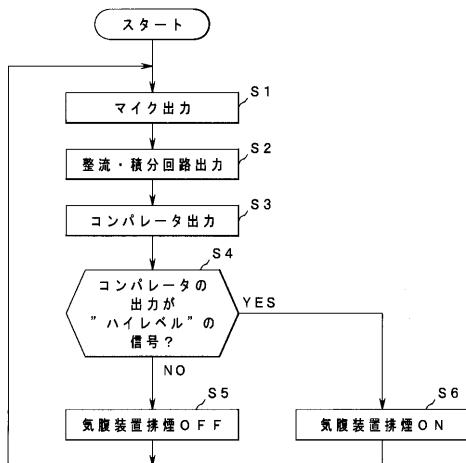 スタート
S1
マイク出力
S2
整流・積分回路出力
S3
コンパレータ出力
S4
コンパレータの
出力が
"ハイレベル"の
信号?
YES
NO
S5
気腹装置排煙OFF
S6
気腹装置排煙ON